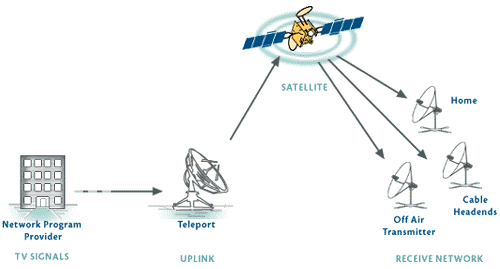 SATELLITE
Home
Cable
Headends
Network Program
Provider
Teleport
Off Air
Transmitter
TV SIGNALS
UPLINK
RECEIVE NETWORK